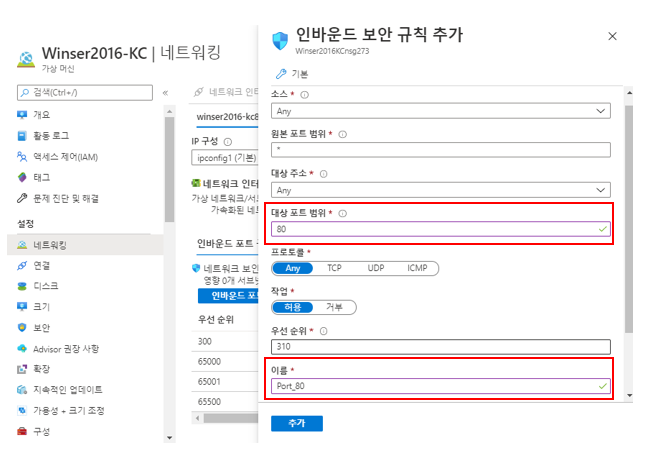 Winser2016-KC | 네트워킹
가상 머신
검색(Ctrl+/)
«
개요
활동 로그
액세스 제어(IAM)
태그
문제 진단 및 해결
설정
네트워킹
연결
디스크
크기
보안
Advisor 권장 사항
확장
지속적인 업데이트
가용성 + 크기 조정
구성
네트워크 인터
winser2016-kc8
IP 구성
ipconfig1 (기본)
네트워크 인터
가상 네트워크/서브
가속화된 네트
인바운드 포트
네트워크 보안
영향 0개 서브넷
인바운드 포트
우선 순위
300
65000
65001
65500
인바운드 보안 규칙 추가
Winser2016KCnsg273
기본
소스 *
Any
원본 포트 범위 *
*
대상 주소 *
Any
대상 포트 범위 *
80
프로토콜 *
Any TCP UDP ICMP
작업 *
허용 거부
우선 순위 *
310
이름 *
Port_80
추가